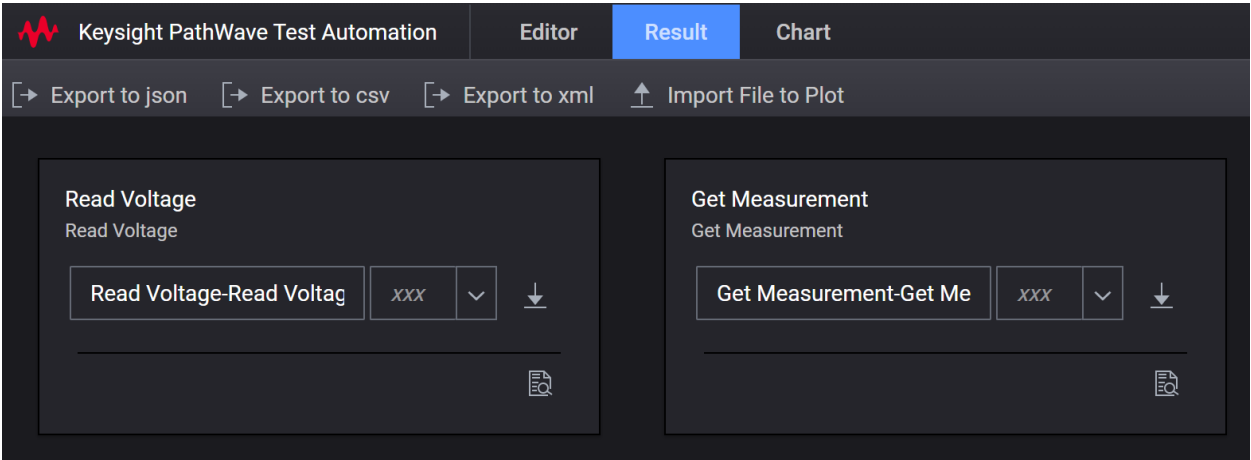 Keysight PathWave Test Automation Editor Result Chart
Export to json Export to csv Export to xml Import File to Plot
Read Voltage
Read Voltage
Read Voltage-Read Voltag xxx
Get Measurement
Get Measurement
Get Measurement-Get Me xxx